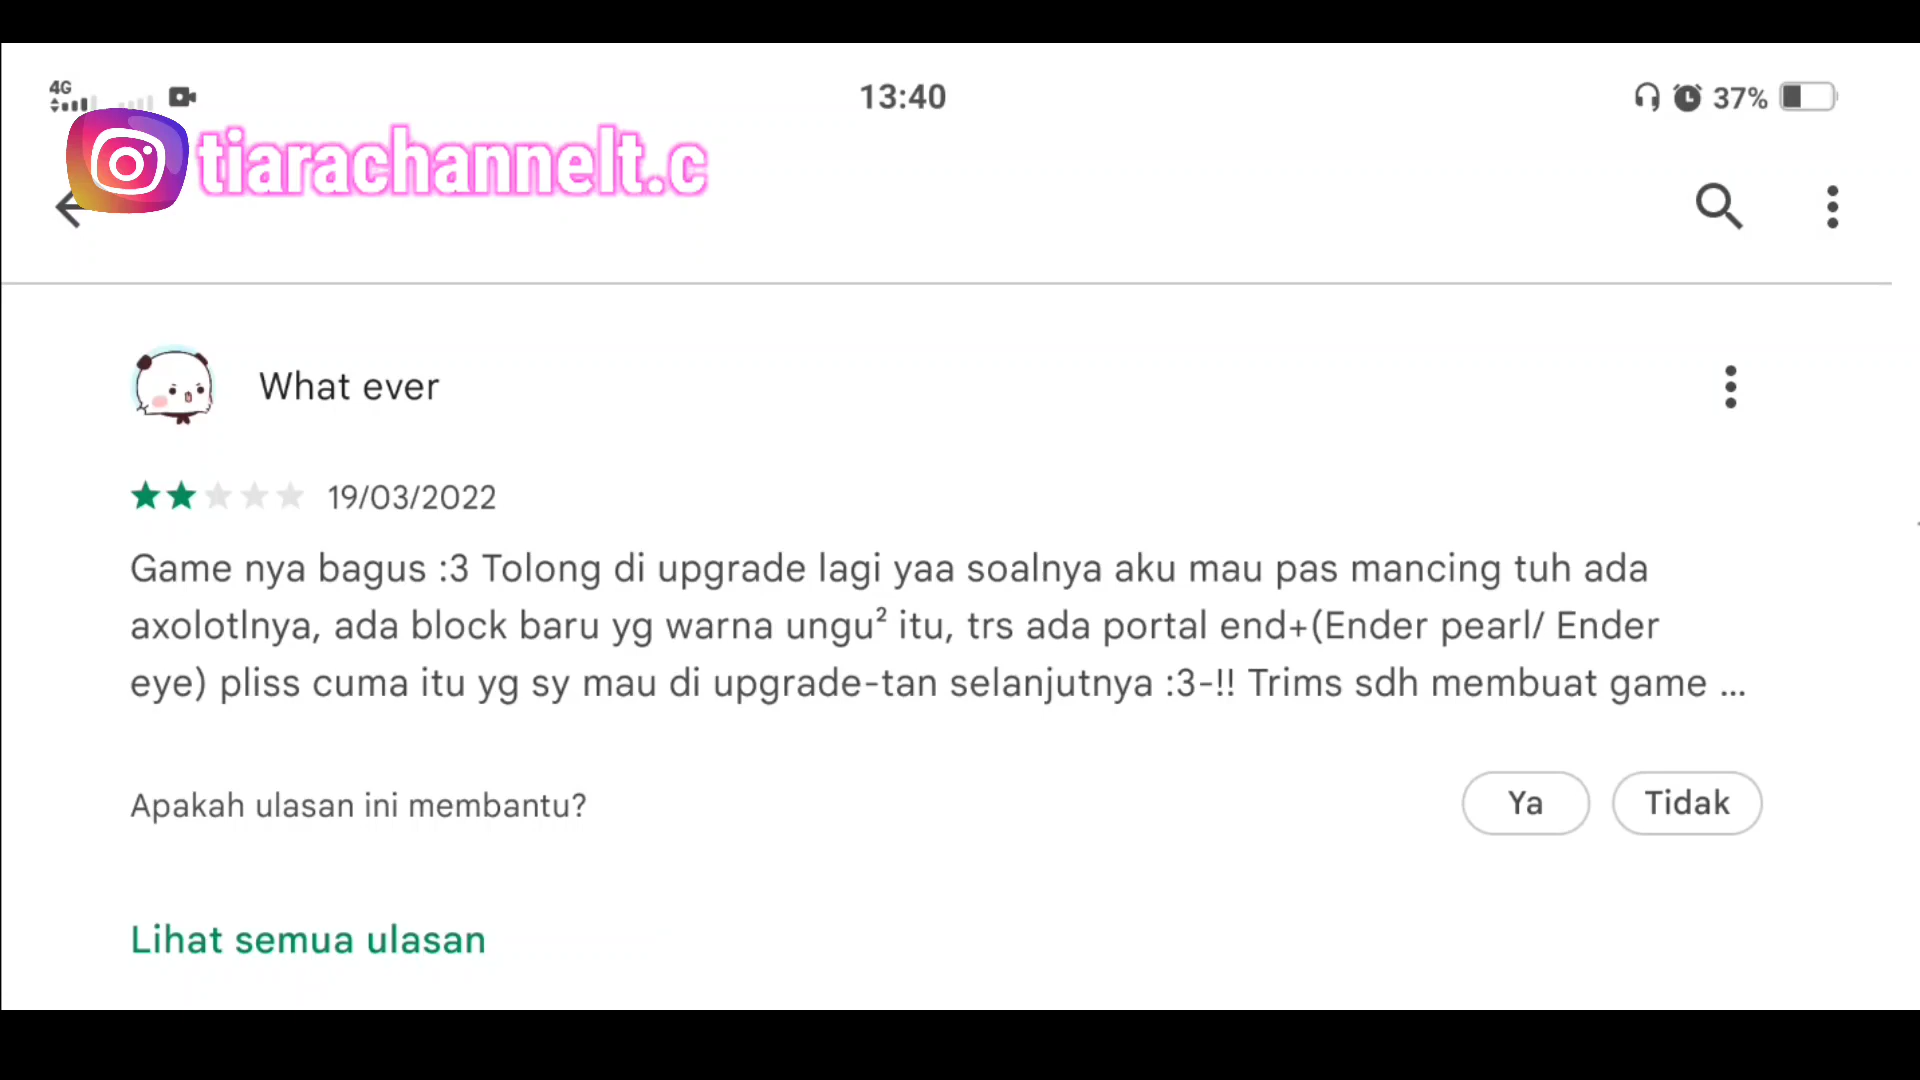 4G
13:40
37%
tiarachannelt.c
What ever
19/03/2022
Game nya bagus :3 Tolong di upgrade lagi yaa soalnya aku mau pas mancing tuh ada
axolotlnya, ada block baru yg warna ungu² itu, trs ada portal end+(Ender pearl/ Ender
eye) pliss cuma itu yg sy mau di upgrade-tan selanjutnya :3-!! Trims sdh membuat game ...
Apakah ulasan ini membantu?
Ya
Tidak
Lihat semua ulasan